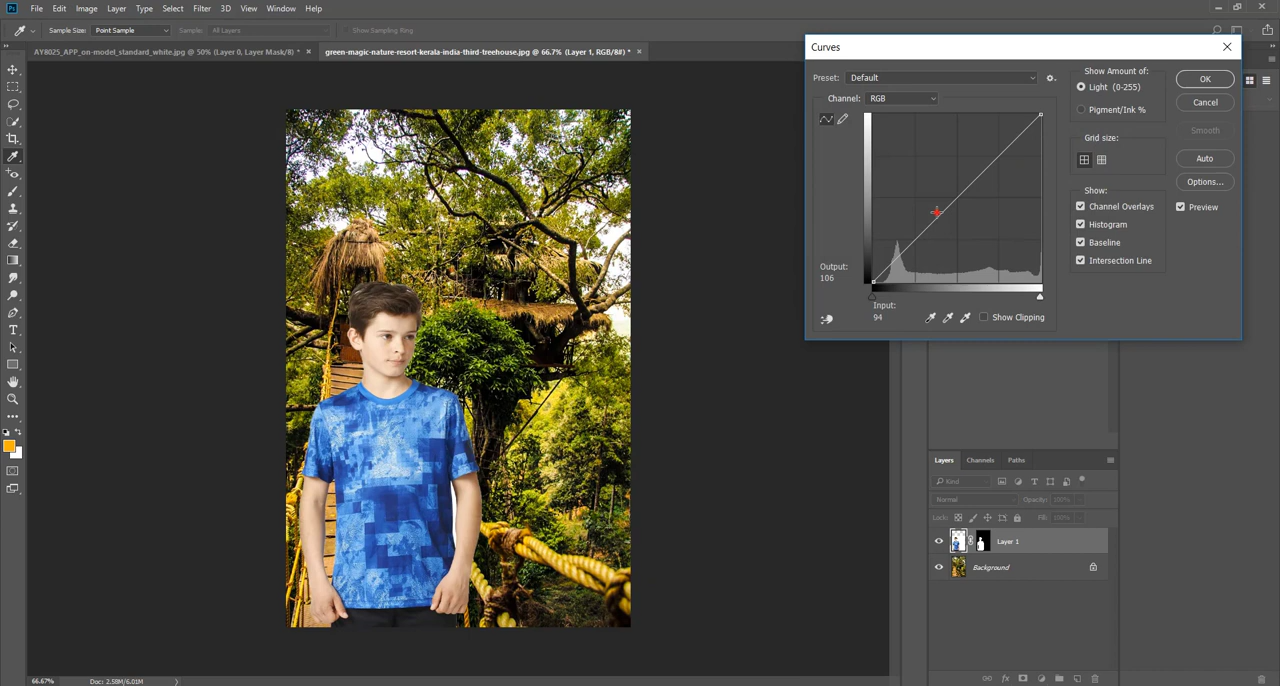 Ps File Edit Image Layer Type Select Filter 3D View Window Help
Sample Size: Point Sample Sample: All Layers Show Sampling Ring
AY8025_APP_on-model_standard_white.jpg @ 50% (Layer 0, Layer Mask/8) * × green-magic-nature-resort-kerala-india-third-treehouse.jpg @ 66.7% (Layer 1, RGB/8#) * ×
Curves
Preset: Default
Channel: RGB
Output:
106
Input:
94
Show Clipping
Show Amount of:
Light (0-255)
Pigment/Ink %
Grid size:
Show:
Channel Overlays
Histogram
Baseline
Intersection Line
OK
Cancel
Smooth
Auto
Options...
Preview
Layers Channels Paths
Kind
Normal Opacity: 100%
Lock: Fill: 100%
Layer 1
Background
fx
66.67% Doc: 2.58M/6.01M